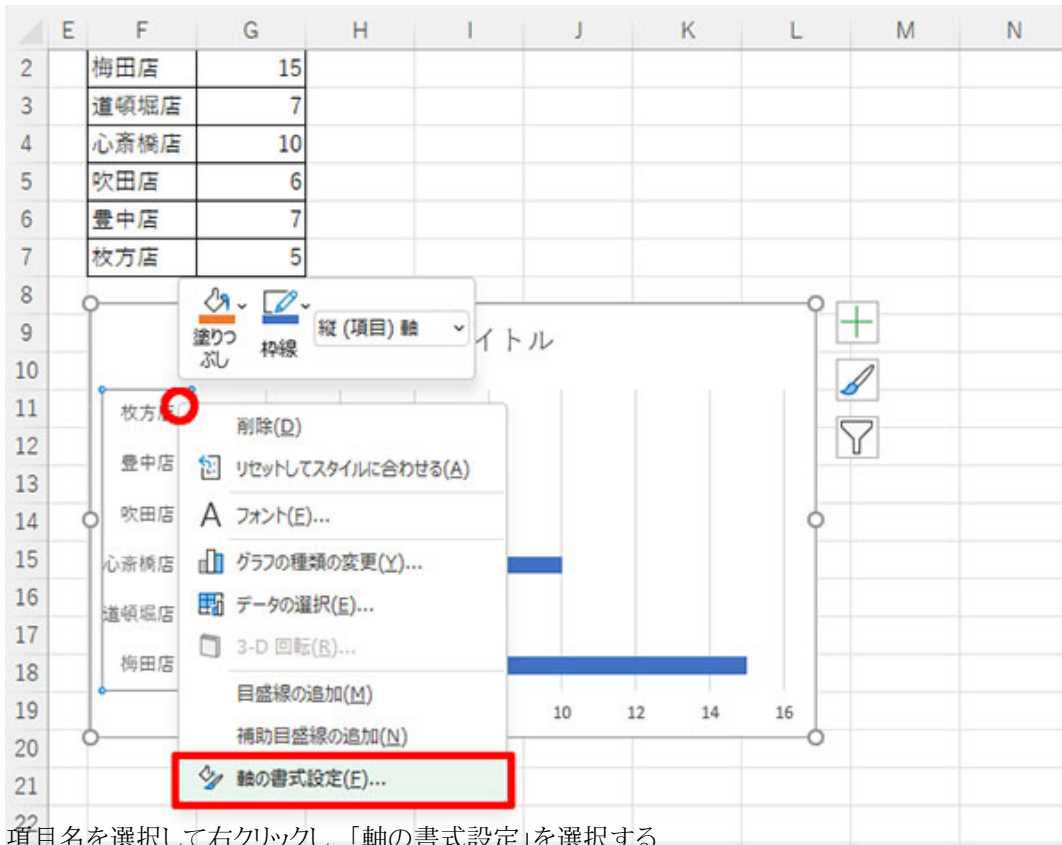 E F G H I J K L M N
2 梅田店 15
3 道頓堀店 7
4 心斎橋店 10
5 吹田店 6
6 豊中店 7
7 枚方店 5
8
9
10
11
12
13
14
15
16
17
18
19
20
21
22
塗りつぶし
枠線
縦 (項目) 軸
イトル
枚方店
豊中店
吹田店
心斎橋店
道頓堀店
梅田店
10 12 14 16
削除(D)
リセットしてスタイルに合わせる(A)
フォント(F)...
グラフの種類の変更(Y)...
データの選択(E)...
3-D 回転(R)...
目盛線の追加(M)
補助目盛線の追加(N)
軸の書式設定(F)...
項目名を選択して右クリックし、「軸の書式設定」を選択する